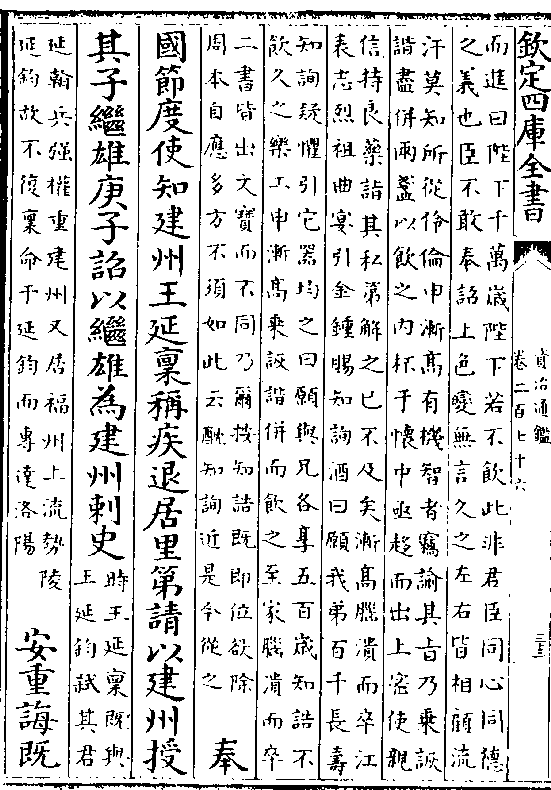 欽定四庫全書
資治通鑑
卷二百七十六
而進曰陛下千萬歲陛下若不飲此非君臣同心同德
之義也臣不敢奉詔上色變無言久之左右皆相顧流
汗莫知所從伶倫申漸高有機智者竊諭其旨乃乘詼
諧盡併兩盞以飲之内杯于懷中亟趨而出上密使親
信持良藥詣其私第解之已不及矣漸高腦潰而卒江
表志烈祖曲宴引金鍾賜知詢酒曰願我弟百千長壽
知詢疑懼引它器均之曰願與兄各享五百歲知誥不
飲久之樂工申漸高乘詼諧併而飲之至家腦潰而卒
二書皆出文寶而不同乃爾按知誥既即位欲除
周本自應多方不須如此云酖知詢近是今從之
奉
國節度使知建州王延稟稱疾退居里第請以建州授
其子繼雄庚子詔以繼雄為建州刺史
時王延稟既與
王延鈞弑其君
延翰兵强權重建州又居福州上流勢陵
延鈞故不復稟命于延鈞而專達洛陽
安重誨既